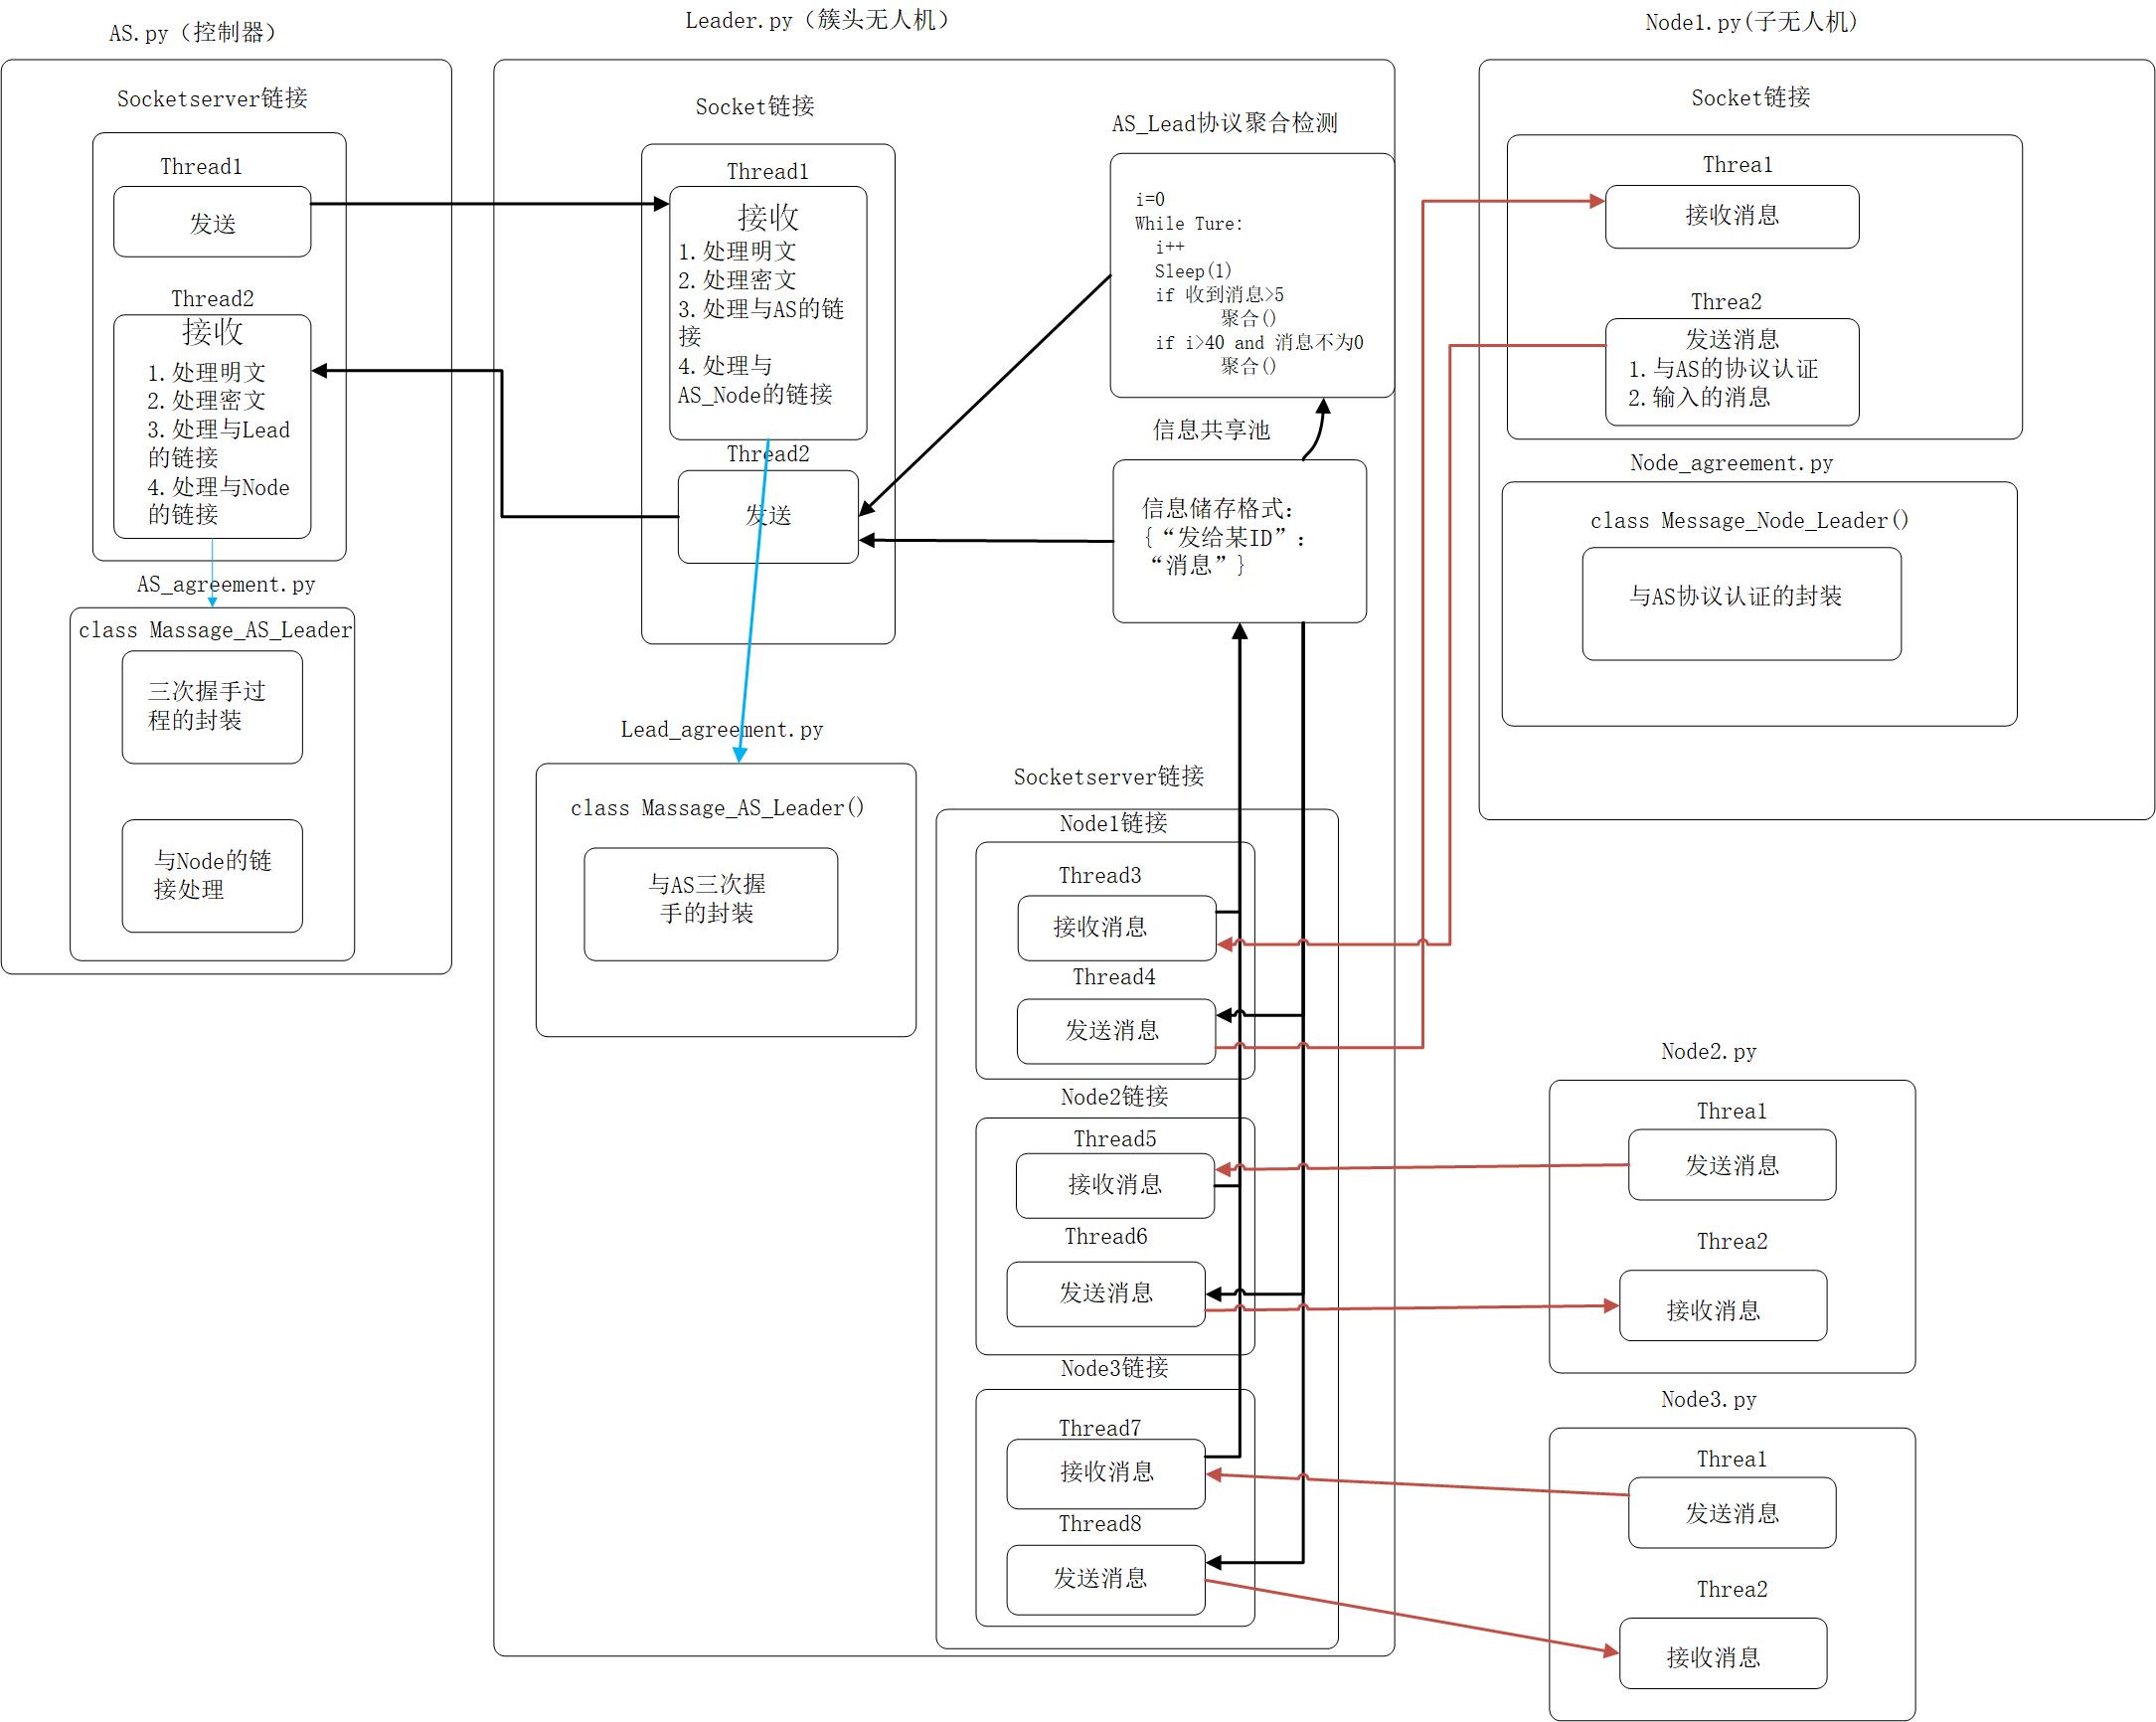 AS.py（控制器）
Socketserver链接
Thread1
发送
Thread2
接收
1.处理明文
2.处理密文
3.处理与Lead
的链接
4.处理与Node
的链接
AS_agreement.py
class Massage_AS_Leader
三次握手过
程的封装
与Node的链
接处理
Leader.py（簇头无人机）
Socket链接
Thread1
接收
1.处理明文
2.处理密文
3.处理与AS的链
接
4.处理与
AS_Node的链接
Thread2
发送
Lead_agreement.py
class Massage_AS_Leader()
与AS三次握
手的封装
AS_Lead协议聚合检测
i=0
While Ture:
i++
Sleep(1)
if 收到消息>5
聚合()
if i>40 and 消息不为0
聚合()
信息共享池
信息储存格式：
{“发给某ID”：
“消息”}
Socketserver链接
Node1链接
Thread3
接收消息
Thread4
发送消息
Node2链接
Thread5
接收消息
Thread6
发送消息
Node3链接
Thread7
接收消息
Thread8
发送消息
Node1.py(子无人机)
Socket链接
Threa1
接收消息
Threa2
发送消息
1.与AS的协议认证
2.输入的消息
Node_agreement.py
class Message_Node_Leader()
与AS协议认证的封装
Node2.py
Threa1
发送消息
Threa2
接收消息
Node3.py
Threa1
发送消息
Threa2
接收消息